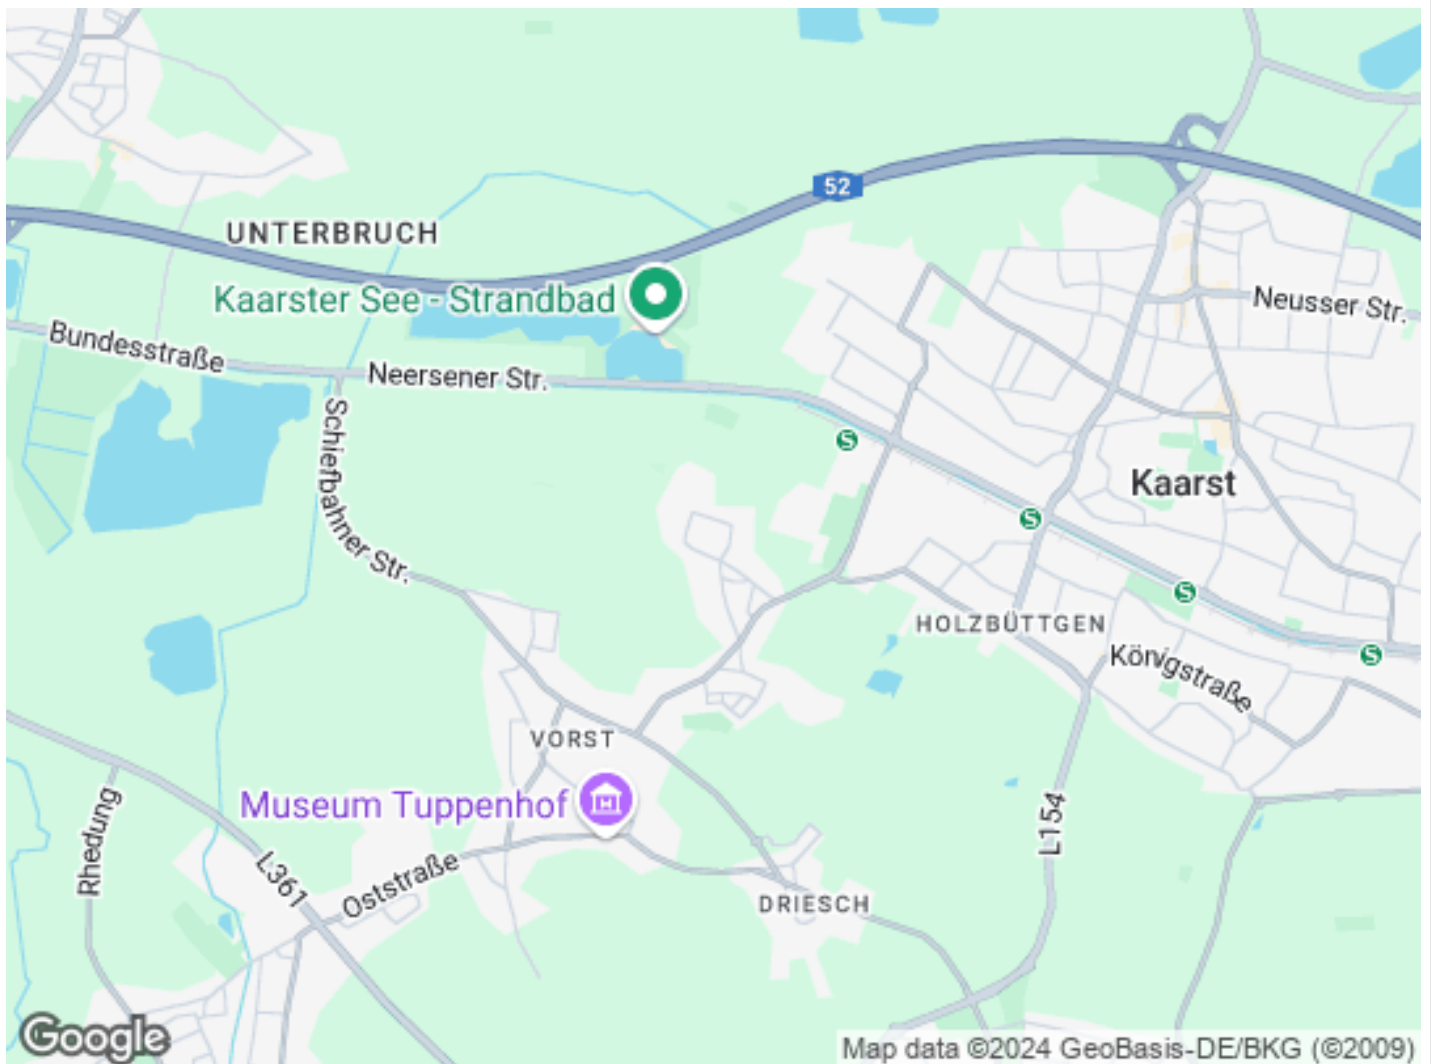 52
UNTERBRUCH
Kaarster See - Strandbad
Neusser Str.
Bundesstraße
Neersener Str.
S
Schiefbahner Str.
Kaarst
S
S
HOLZBÜTTGEN
S
Königstraße
VORST
Museum Tuppenhof
Rhedung
L154
L361
Oststraße
DRIESCH
Google
Map data ©2024 GeoBasis-DE/BKG (©2009)